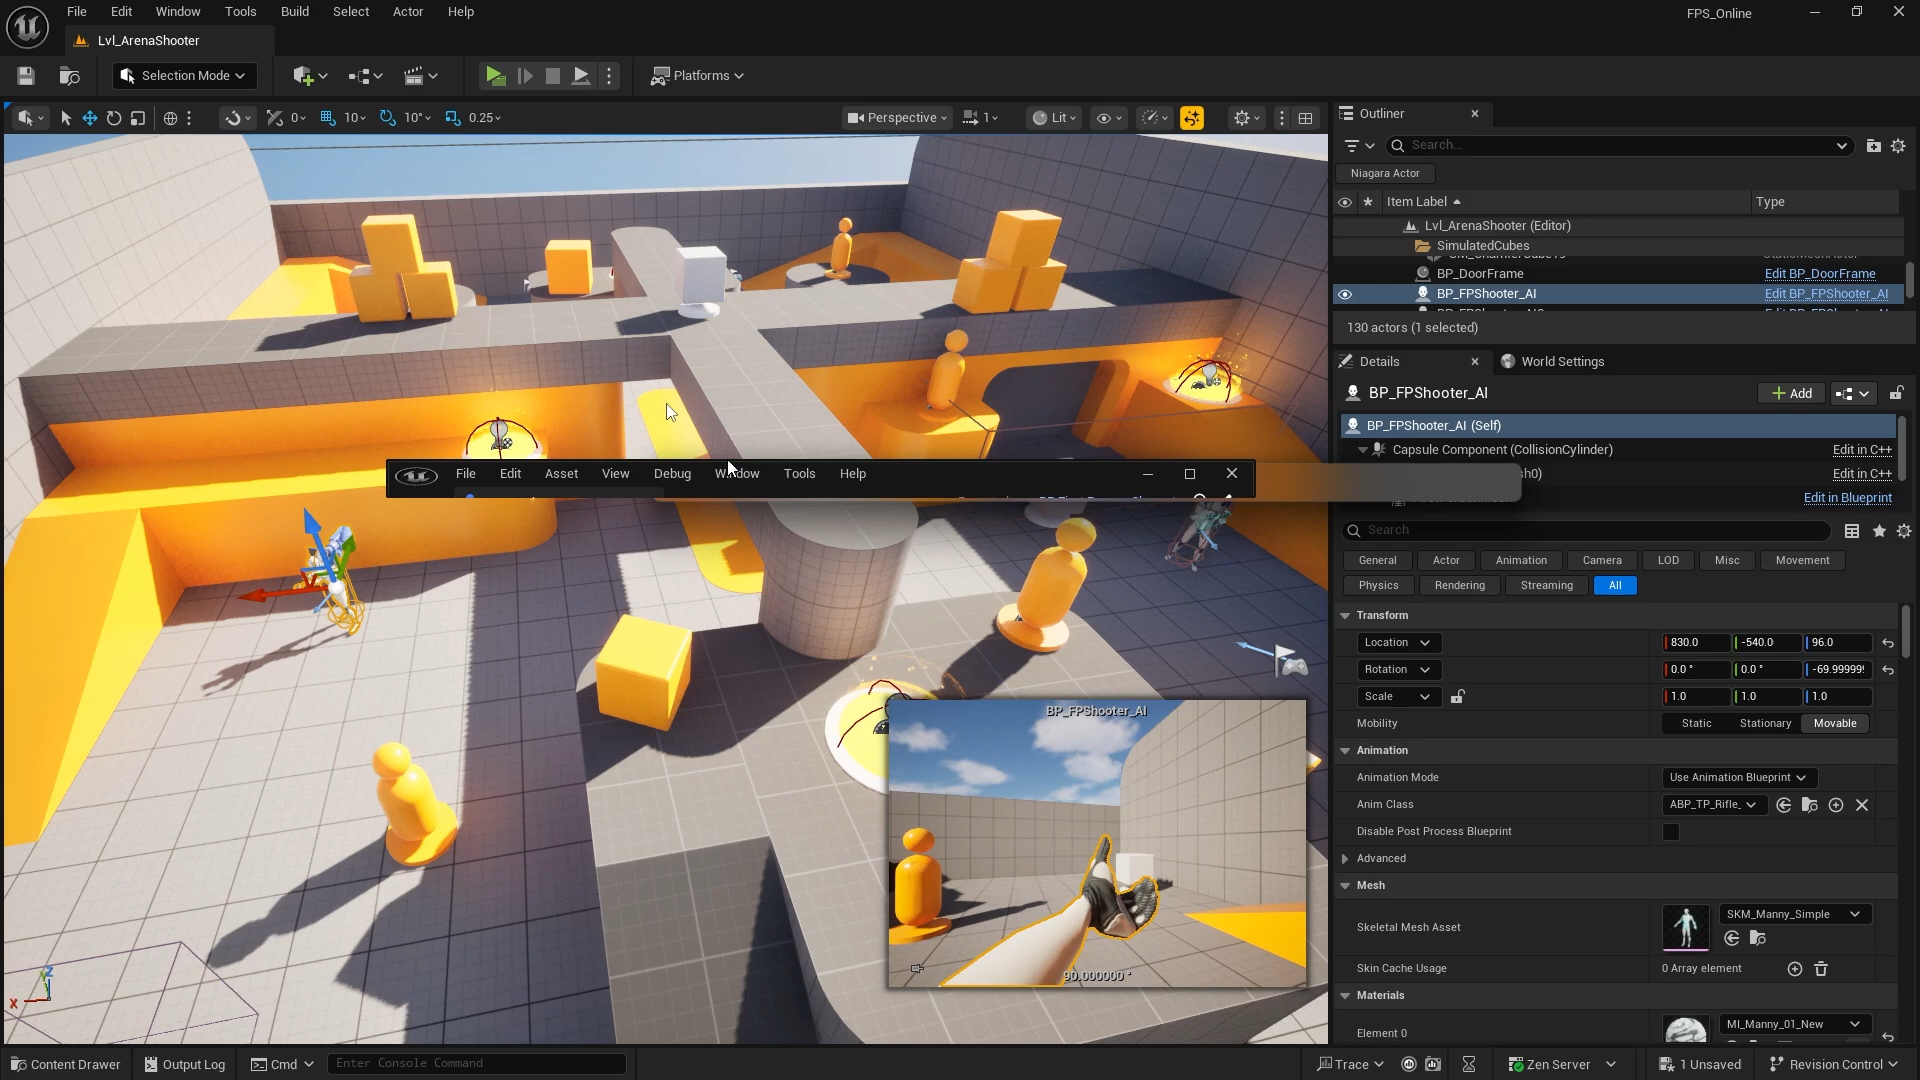 File Edit Window Tools Build Select Actor Help
FPS_Online
Lvl_ArenaShooter
Selection Mode
Platforms
0 10 10° 0.25
Perspective 1 Lit
Outliner
Search...
Niagara Actor
Item Label Type
Lvl_ArenaShooter (Editor)
SimulatedCubes
BP_DoorFrame Edit BP_DoorFrame
BP_FPShooter_AI Edit BP_FPShooter_AI
130 actors (1 selected)
Details World Settings
BP_FPShooter_AI
Add
BP_FPShooter_AI (Self)
Capsule Component (CollisionCylinder) Edit in C++
Edit in C++
Edit in Blueprint
File Edit Asset View Debug Window Tools Help
Search
General Actor Animation Camera LOD Misc Movement
Physics Rendering Streaming All
Transform
Location 830.0 -540.0 96.0
Rotation 0.0 ° 0.0 ° -69.999999
Scale 1.0 1.0 1.0
Mobility Static Stationary Movable
Animation
Animation Mode Use Animation Blueprint
Anim Class ABP_TP_Rifle_
Disable Post Process Blueprint
Advanced
Mesh
Skeletal Mesh Asset SKM_Manny_Simple
Skin Cache Usage 0 Array element
Materials
Element 0 MI_Manny_01_New
BP_FPShooter_AI
90.000000 °
X Z
Content Drawer Output Log Cmd Enter Console Command
Trace Zen Server 1 Unsaved Revision Control